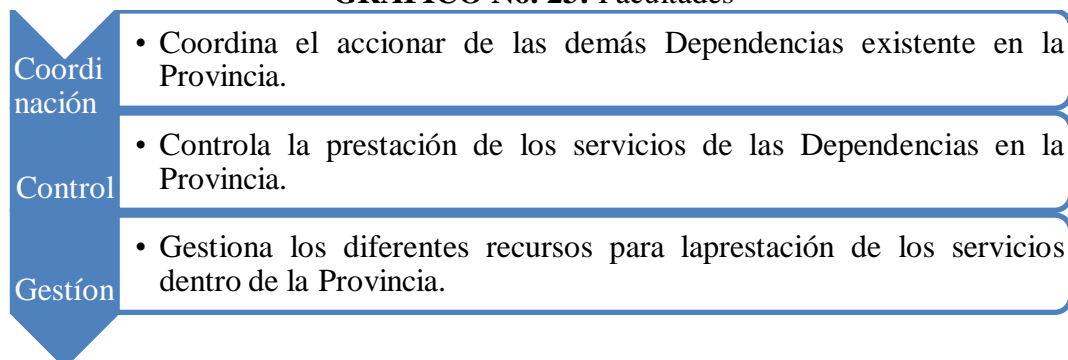 GRÁFICO No. 23: Facultades
Coordi
nación
• Coordina el accionar de las demás Dependencias existente en la
Provincia.
Control
• Controla la prestación de los servicios de las Dependencias en la
Provincia.
Gestíon
• Gestiona los diferentes recursos para laprestación de los servicios
dentro de la Provincia.